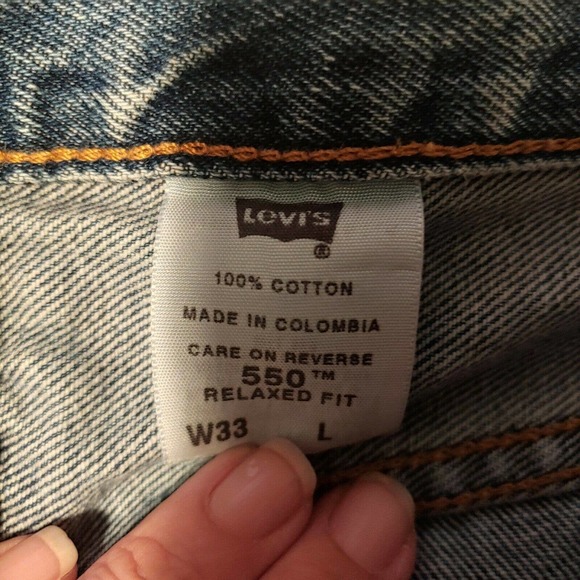 Levi's
®
100% COTTON
MADE IN COLOMBIA
CARE ON REVERSE
550™
RELAXED FIT
W33 L